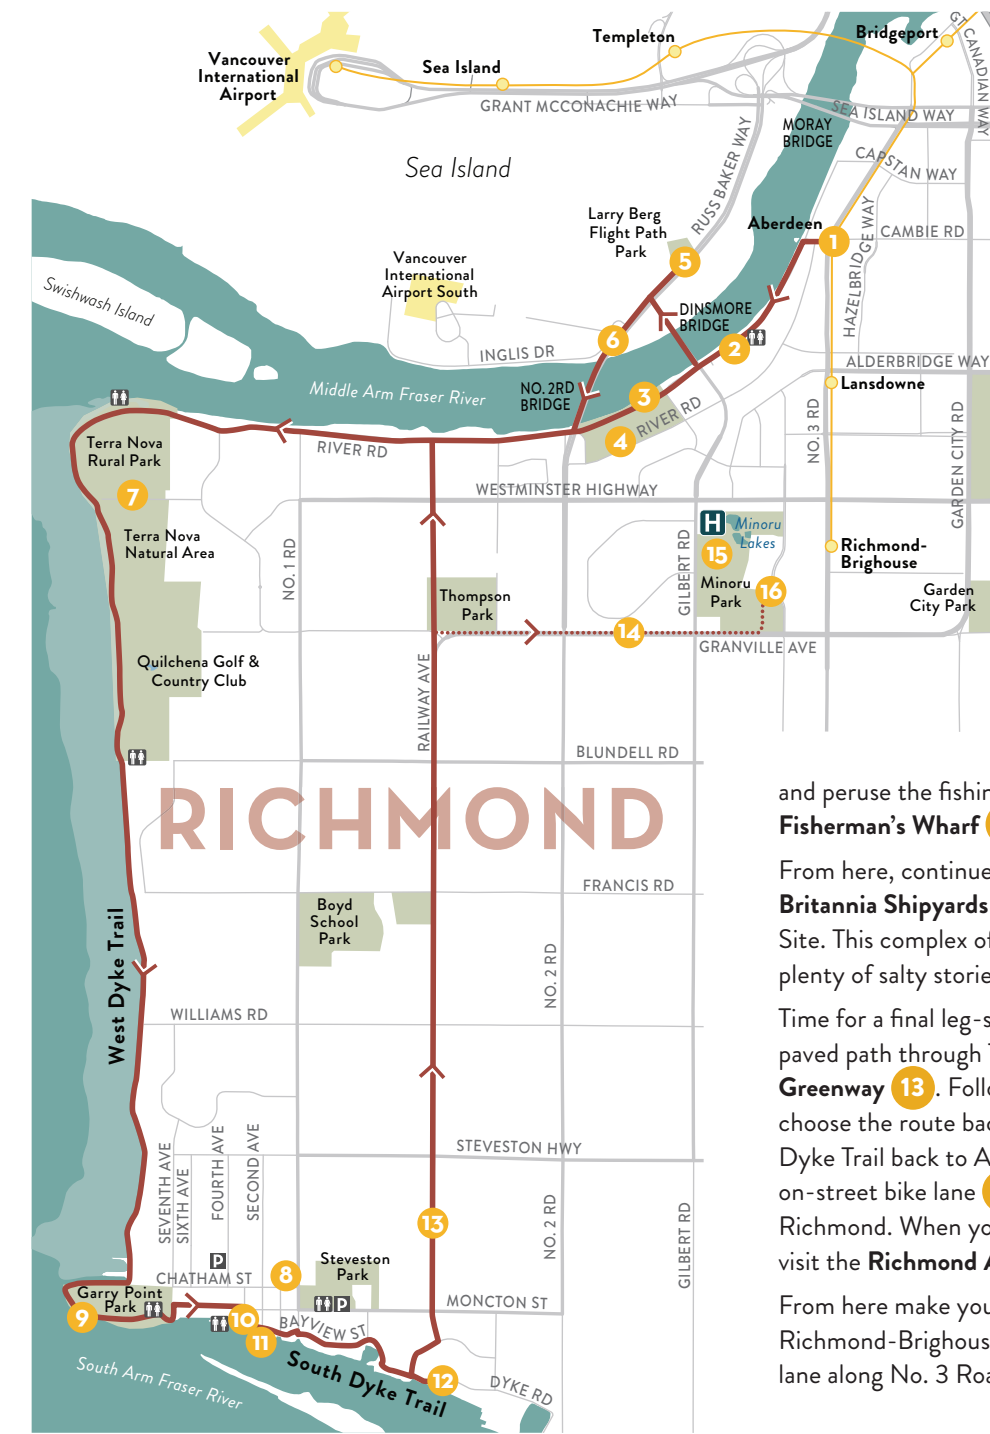 Templeton
Bridgeport
GT CANADIAN WAY
Vancouver
International
Airport
Sea Island
GRANT MCCONACHIE WAY
SEA ISLAND WAY
MORAY
BRIDGE
CAPSTAN WAY
Sea Island
RUSS BAKER WAY
Larry Berg
Flight Path
Park
Aberdeen
1
CAMBIE RD
HAZELBRIDGE WAY
5
Vancouver
International
Airport South
Swishwash Island
DINSMORE
BRIDGE
6
2
INGLIS DR
ALDERBRIDGE WAY
Lansdowne
Middle Arm Fraser River
NO. 2RD
BRIDGE
3
RIVER RD
4
NO. 3 RD
GARDEN CITY RD
Terra Nova
Rural Park
RIVER RD
7
WESTMINSTER HIGHWAY
H
Minoru
Lakes
Terra Nova
Natural Area
NO. 1 RD
GILBERT RD
15
Richmond-
Brighouse
Thompson
Park
Minoru
Park
16
Garden
City Park
14
GRANVILLE AVE
Quilchena Golf &
Country Club
RAILWAY AVE
BLUNDELL RD
RICHMOND
FRANCIS RD
Boyd
School
Park
West Dyke Trail
NO. 2 RD
WILLIAMS RD
STEVESTON HWY
SEVENTH AVE
SIXTH AVE
FOURTH AVE
SECOND AVE
13
NO. 2 RD
GILBERT RD
P
CHATHAM ST
8
Steveston
Park
P
Garry Point
Park
9
10
11
BAYVIEW ST
MONCTON ST
South Arm Fraser River
South Dyke Trail
12
DYKE RD
and peruse the fishin
Fisherman's Wharf
From here, continue
Britannia Shipyards
Site. This complex of
plenty of salty storie
Time for a final leg-s
paved path through T
Greenway 13. Follo
choose the route bac
Dyke Trail back to A
on-street bike lane
Richmond. When yo
visit the Richmond A
From here make you
Richmond-Brighous
lane along No. 3 Roa